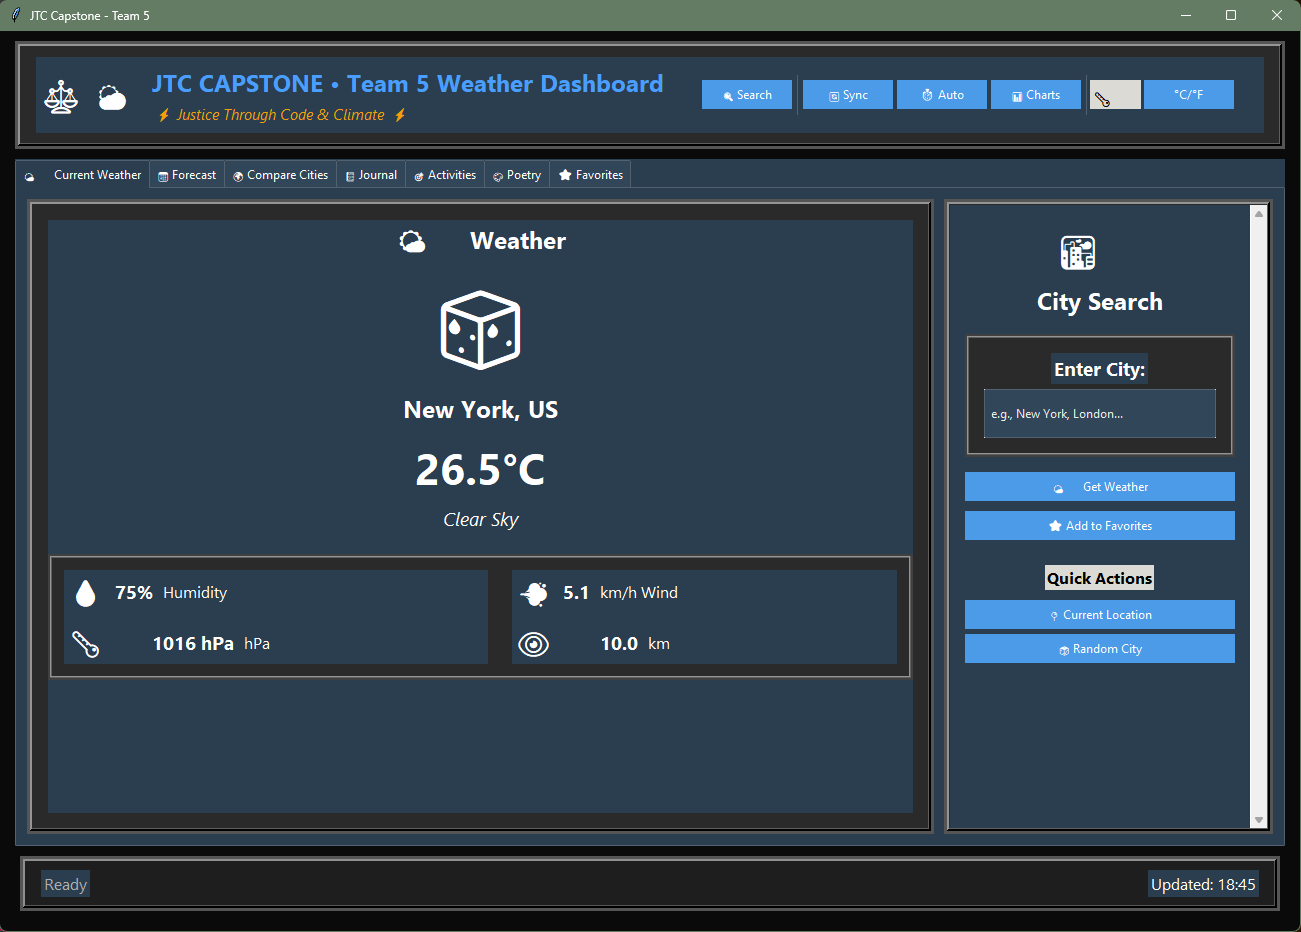 JTC Capstone - Team 5
JTC CAPSTONE • Team 5 Weather Dashboard
⚡ Justice Through Code & Climate ⚡
Search
Sync
Auto
Charts
°C/°F
Current Weather
Forecast
Compare Cities
Journal
Activities
Poetry
Favorites
Weather
New York, US
26.5°C
Clear Sky
75% Humidity
5.1 km/h Wind
1016 hPa hPa
10.0 km
City Search
Enter City:
e.g., New York, London...
Get Weather
Add to Favorites
Quick Actions
Current Location
Random City
Ready
Updated: 18:45